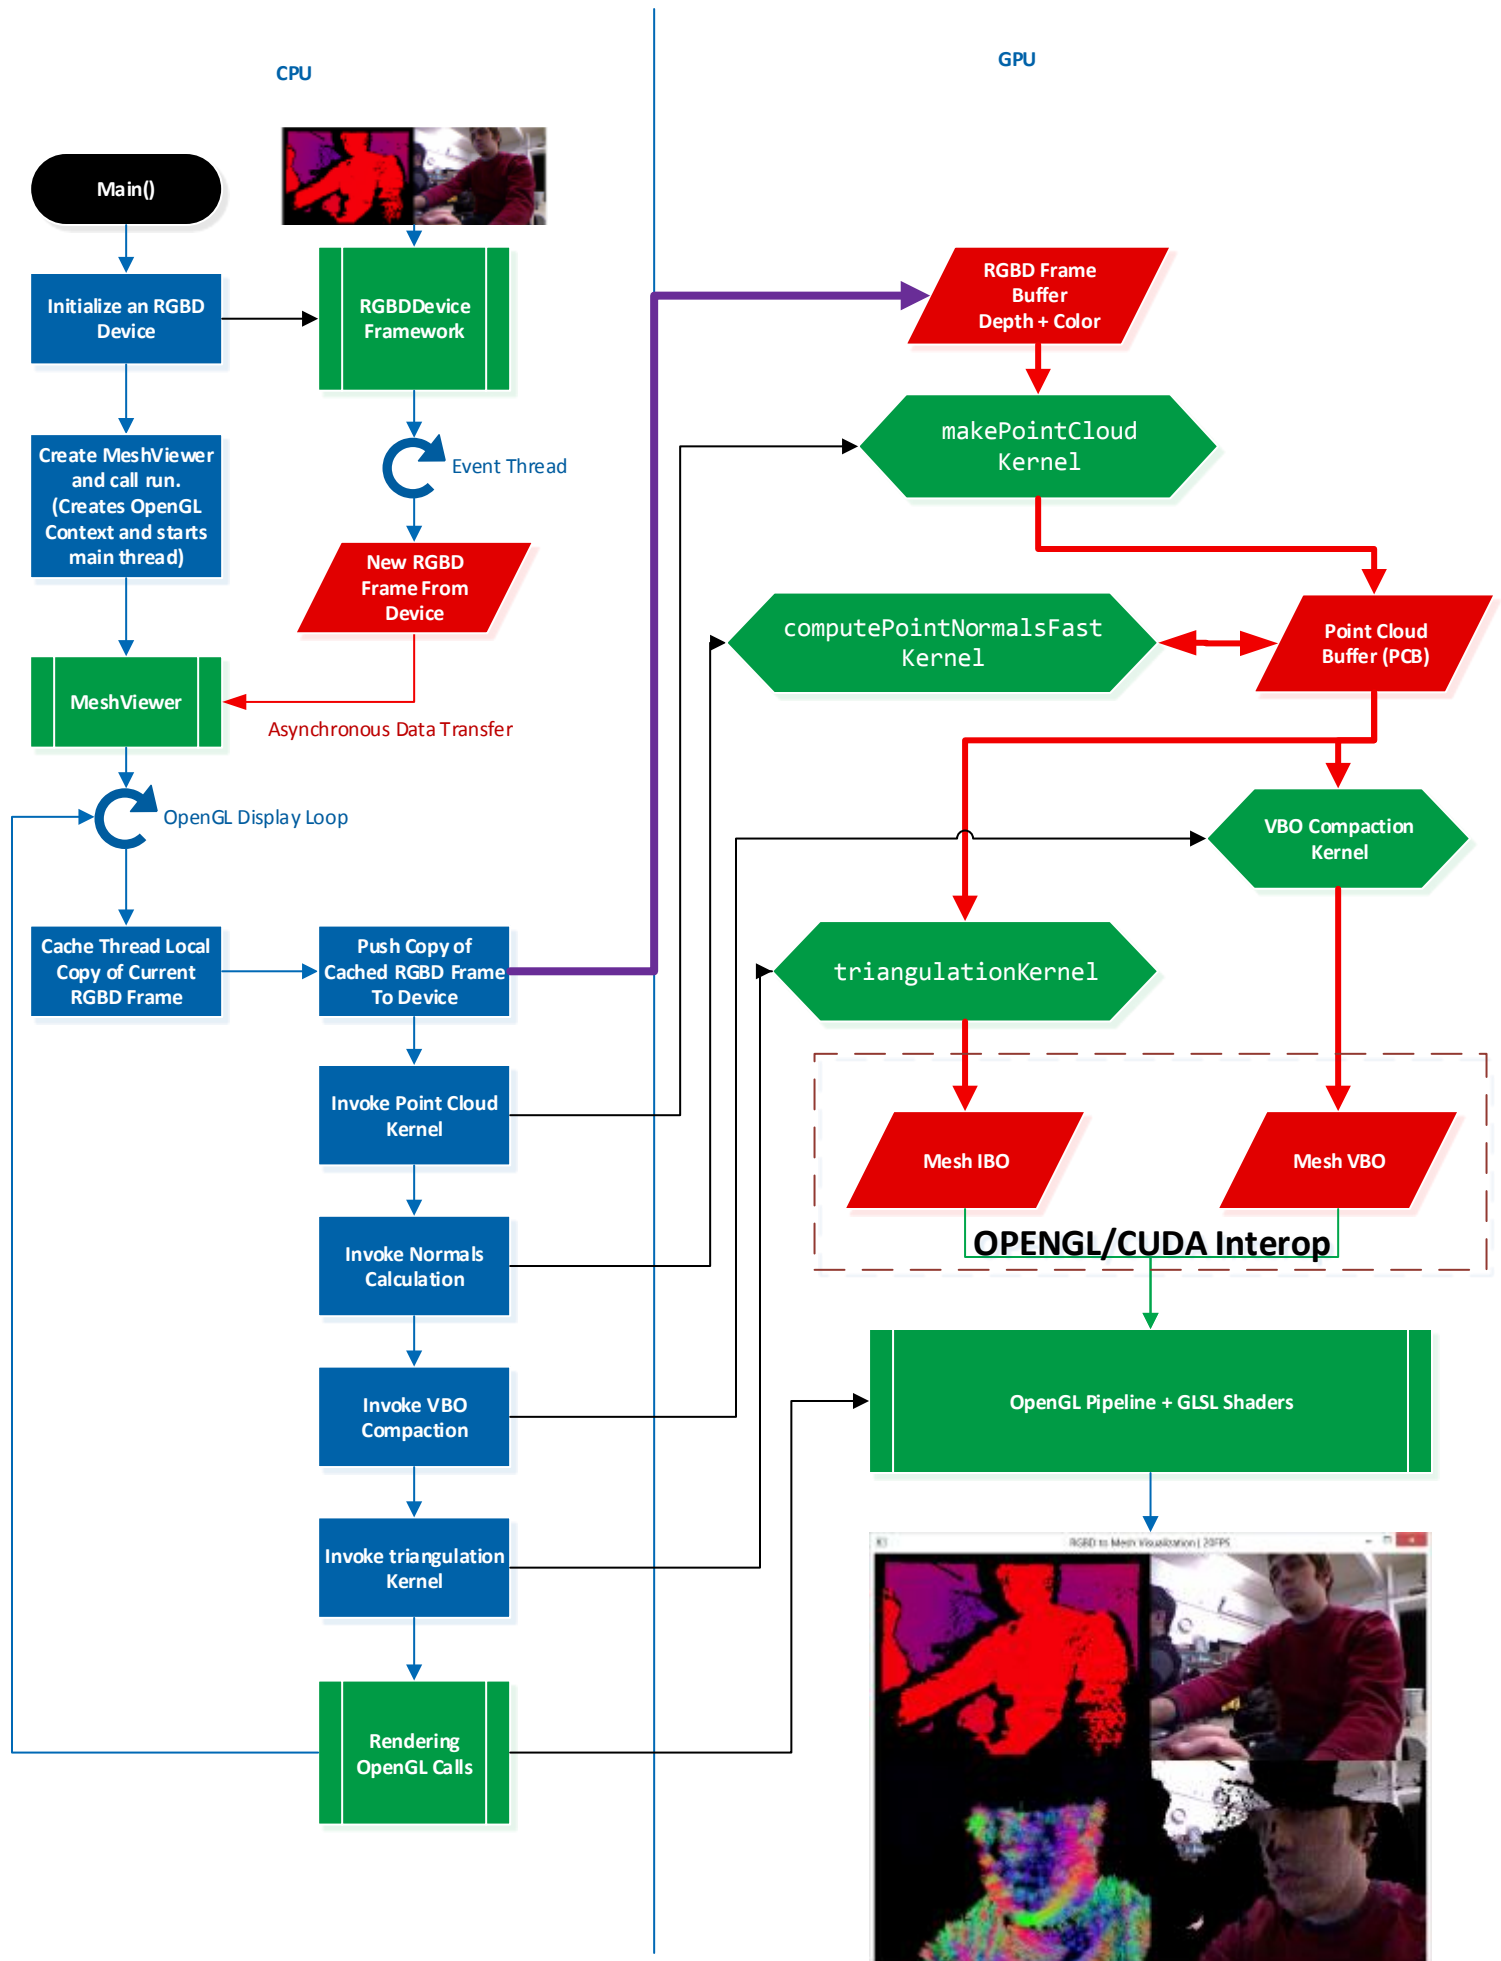 CPU
GPU
Main()
Initialize an RGBD
Device
RGBDDevice
Framework
RGBD Frame
Buffer
Depth + Color
makePointCloud
Kernel
Create MeshViewer
and call run.
(Creates OpenGL
Context and starts
main thread)
Event Thread
New RGBD
Frame From
Device
computePointNormalsFast
Kernel
Point Cloud
Buffer (PCB)
MeshViewer
Asynchronous Data Transfer
OpenGL Display Loop
VBO Compaction
Kernel
Cache Thread Local
Copy of Current
RGBD Frame
Push Copy of
Cached RGBD Frame
To Device
triangulationKernel
Invoke Point Cloud
Kernel
Mesh IBO
Mesh VBO
OPENGL/CUDA Interop
Invoke Normals
Calculation
Invoke VBO
Compaction
OpenGL Pipeline + GLSL Shaders
Invoke triangulation
Kernel
RGBD to Mesh Visualization | 20FPS
Rendering
OpenGL Calls